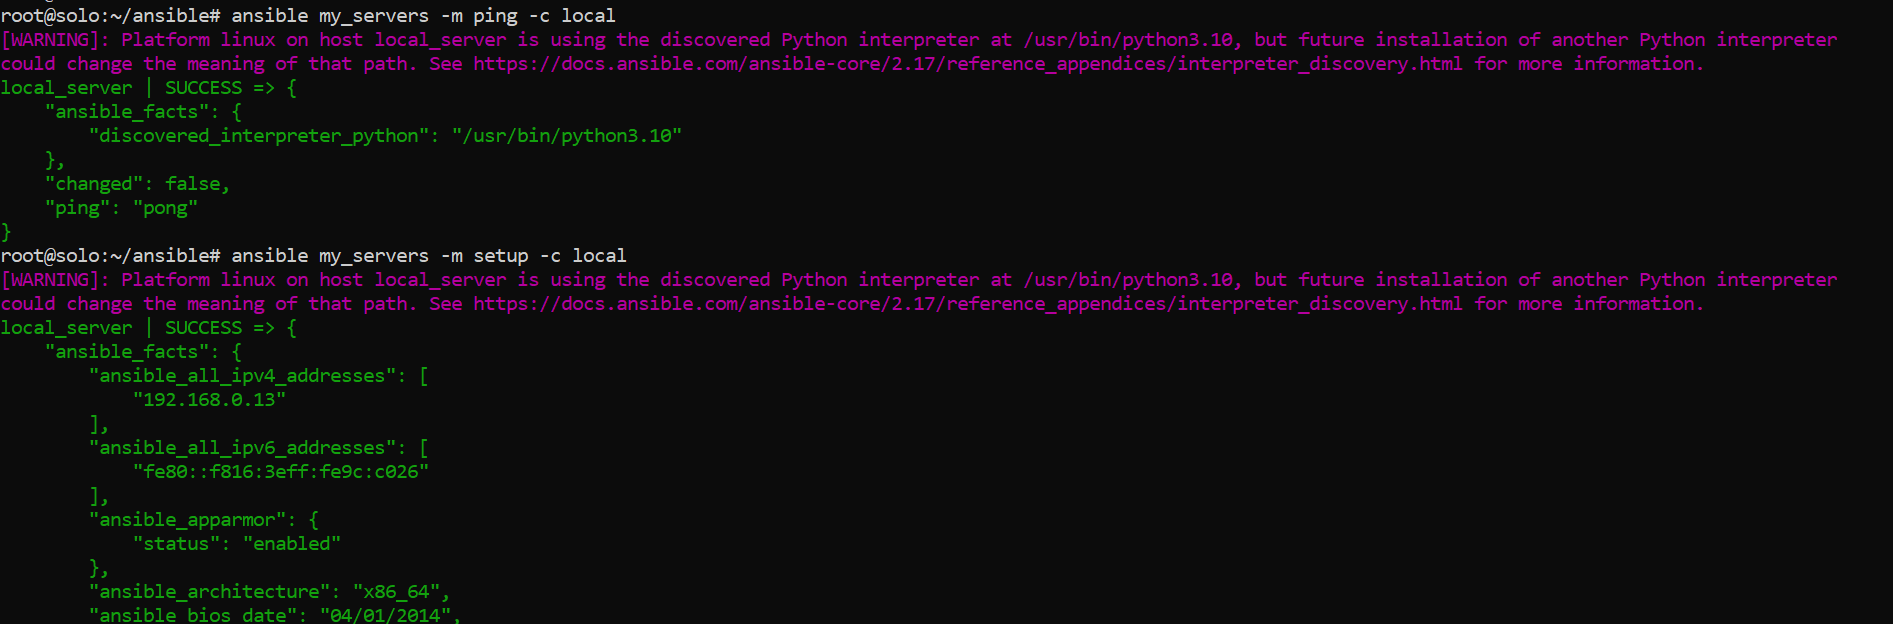 root@solo:~/ansible# ansible my_servers -m ping -c local
[WARNING]: Platform linux on host local_server is using the discovered Python interpreter at /usr/bin/python3.10, but future installation of another Python interpreter
could change the meaning of that path. See https://docs.ansible.com/ansible-core/2.17/reference_appendices/interpreter_discovery.html for more information.
local_server | SUCCESS => {
    "ansible_facts": {
        "discovered_interpreter_python": "/usr/bin/python3.10"
    },
    "changed": false,
    "ping": "pong"
}
root@solo:~/ansible# ansible my_servers -m setup -c local
[WARNING]: Platform linux on host local_server is using the discovered Python interpreter at /usr/bin/python3.10, but future installation of another Python interpreter
could change the meaning of that path. See https://docs.ansible.com/ansible-core/2.17/reference_appendices/interpreter_discovery.html for more information.
local_server | SUCCESS => {
    "ansible_facts": {
        "ansible_all_ipv4_addresses": [
            "192.168.0.13"
        ],
        "ansible_all_ipv6_addresses": [
            "fe80::f816:3eff:fe9c:c026"
        ],
        "ansible_apparmor": {
            "status": "enabled"
        },
        "ansible_architecture": "x86_64",
        "ansible_bios_date": "04/01/2014",